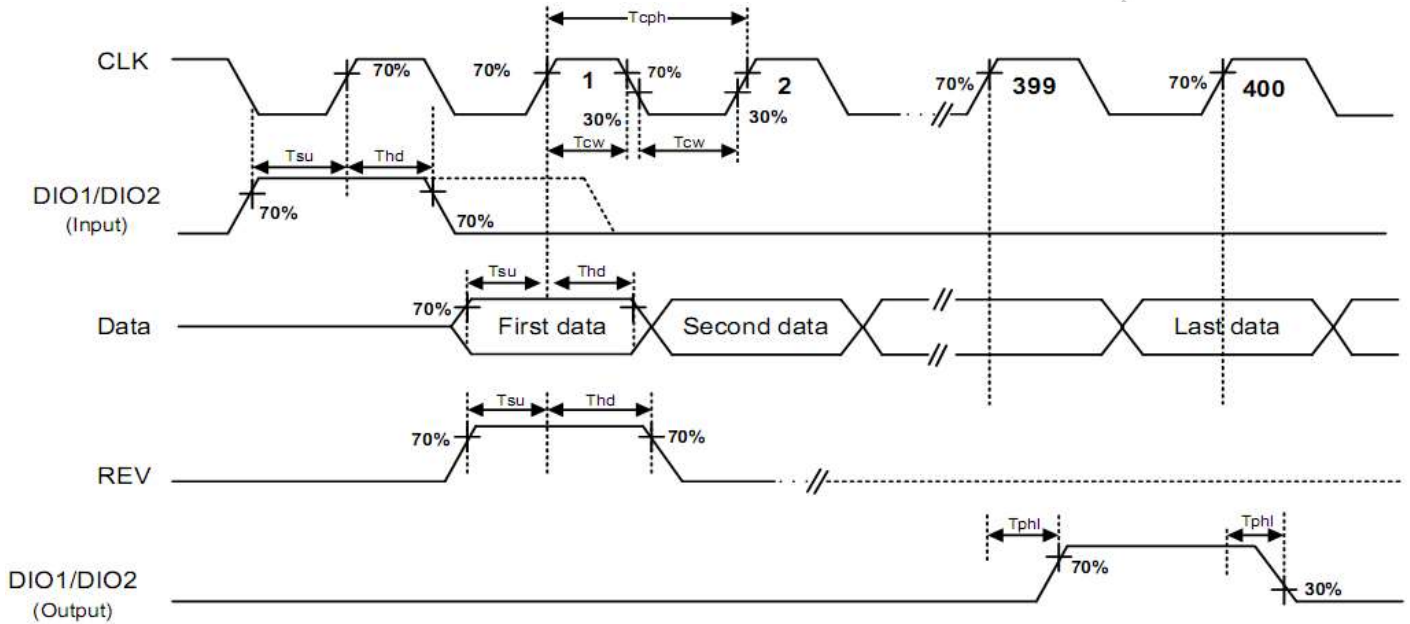 Tcph
CLK
70%
70%
1
70%
2
70%
399
70%
400
30%
30%
Tsu
Thd
Tcw
Tcw
DIO1/DIO2
(Input)
70%
70%
Tsu
Thd
70%
Data
First data
Second data
Last data
Tsu
Thd
70%
70%
REV
Tphl
Tphl
DIO1/DIO2
(Output)
70%
30%